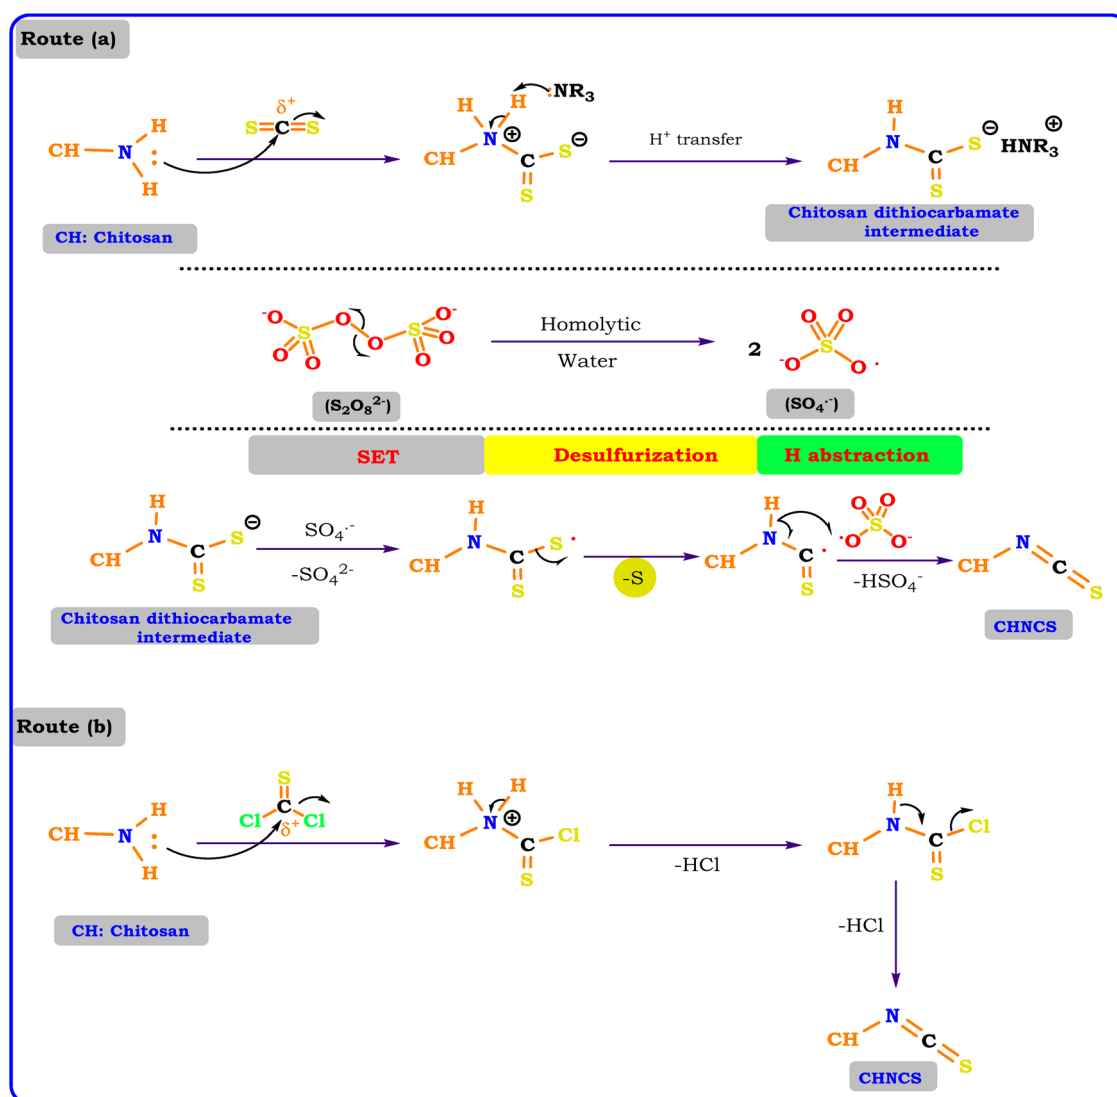 Route (a)
H
δ+
S=C=S
H
H
:NR3
CH
N
:
H
N
⊕
CH
C
S
⊖
S
H+ transfer
H
N
CH
C
S
⊖
HNR3
⊕
S
CH: Chitosan
Chitosan dithiocarbamate
intermediate
-O
S
O
O
O
O
S
O-
O
O
Homolytic
Water
2
O
O
S
-O
O·
(S2O8 2-)
(SO4·-)
SET
Desulfurization
H abstraction
H
N
CH
C
S
⊖
S
SO4·-
-SO4 2-
H
N
CH
C
S·
S
-S
H
N
CH
C·
S
O
O
S
·O
O-
-HSO4-
CH
N
C
S
Chitosan dithiocarbamate
intermediate
CHNCS
Route (b)
H
CH
N
:
H
S
C
Cl
Cl
δ+
H
H
N
⊕
CH
C
Cl
S
-HCl
H
N
CH
C
Cl
S
CH: Chitosan
-HCl
N
CH
C
S
CHNCS